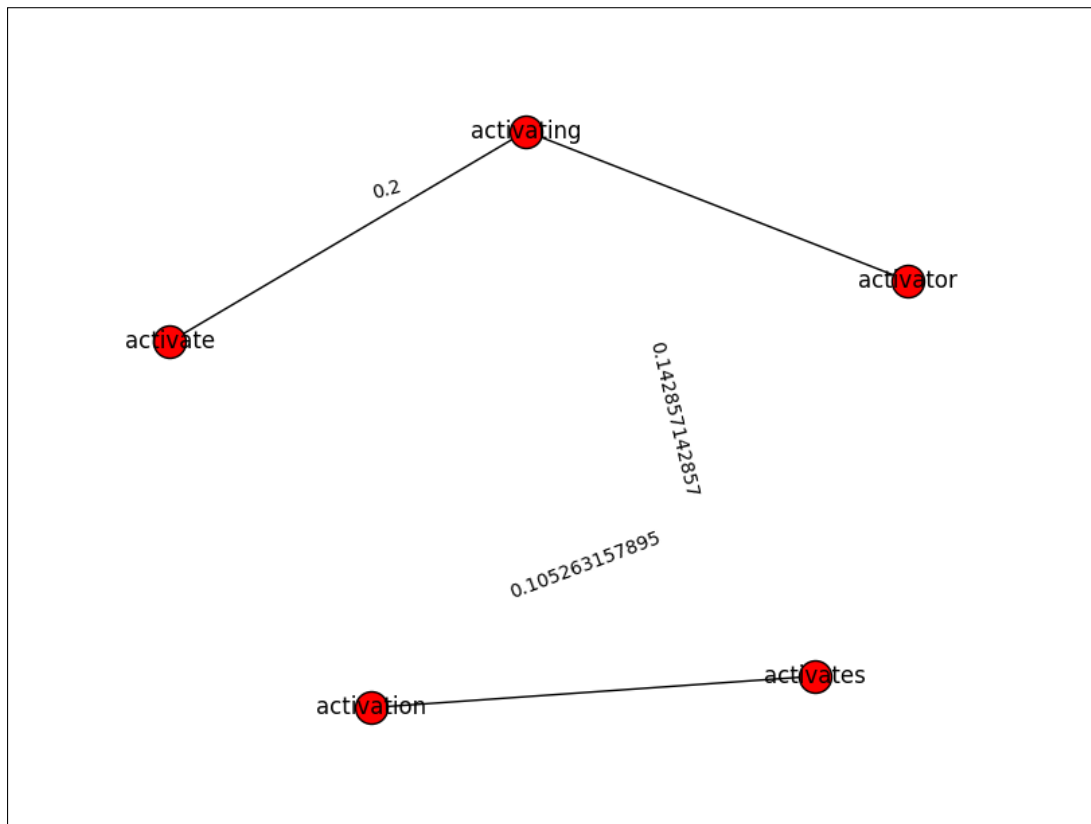 activating
0.2
activator
activate
0.142857142857
0.105263157895
activates
activation